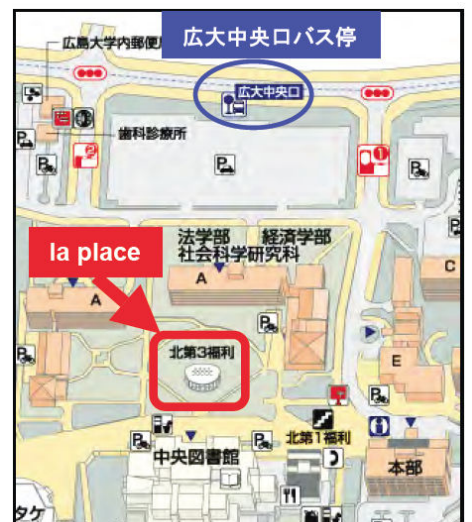 広島大学内郵便局
広大中央口バス停
広大中央口
歯科診療所
2
1
la place
法学部 経済学部
社会科学研究科
A
A
C
E
北第3福利
北第1福利
中央図書館
本部
タケ